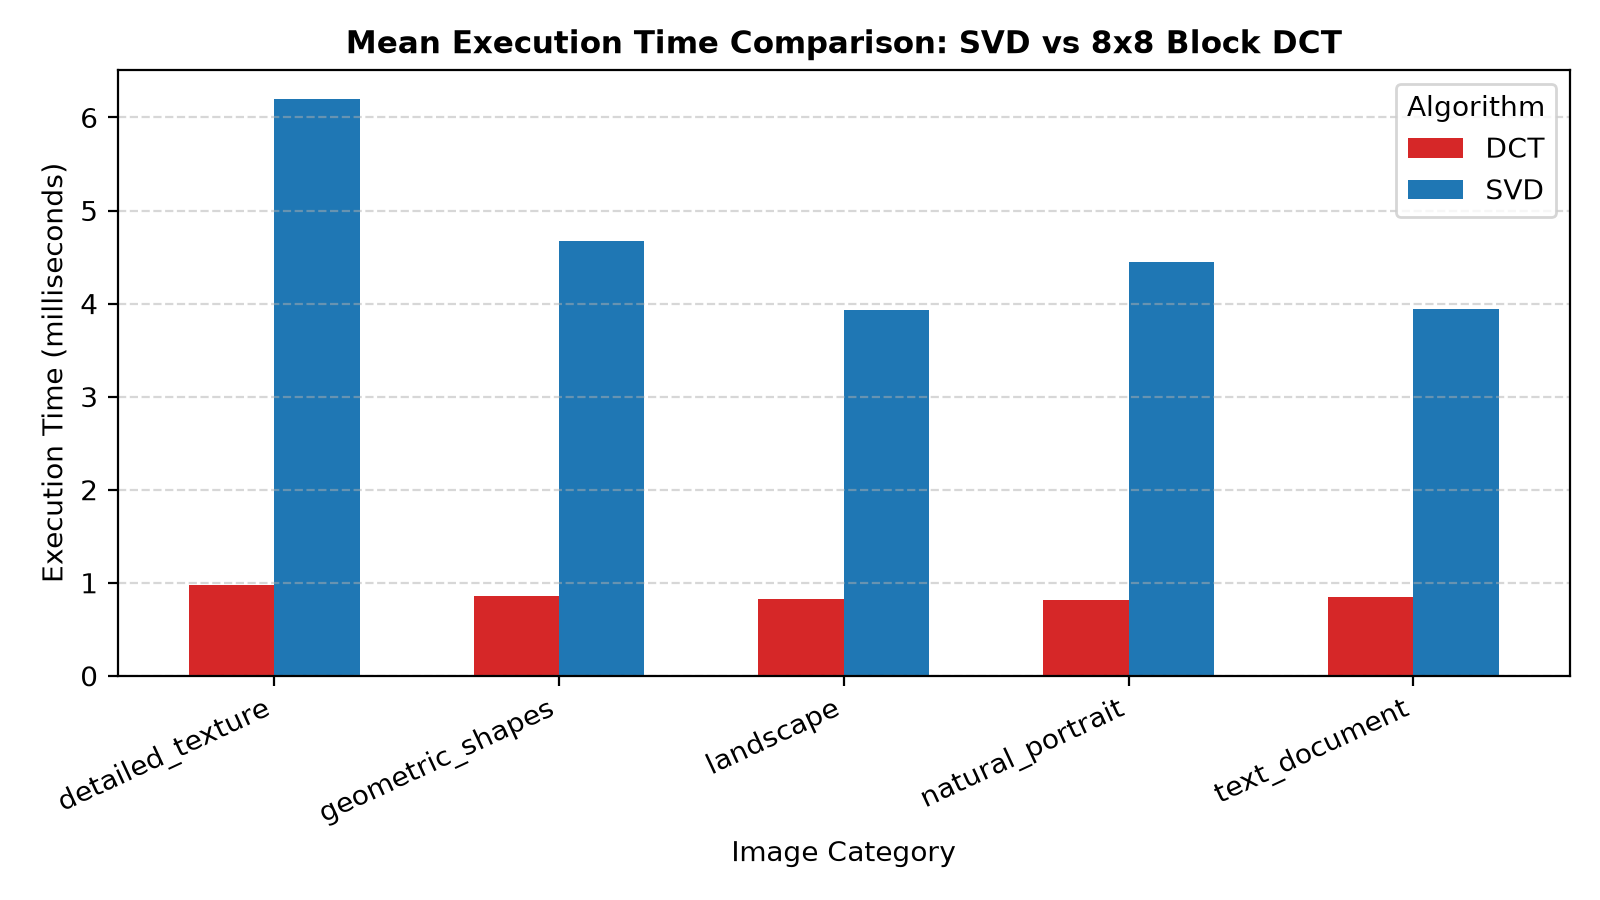 Mean Execution Time Comparison: SVD vs 8x8 Block DCT
Algorithm
DCT
SVD
Execution Time (milliseconds)
6
5
4
3
2
1
0
detailed_texture
geometric_shapes
landscape
natural_portrait
text_document
Image Category